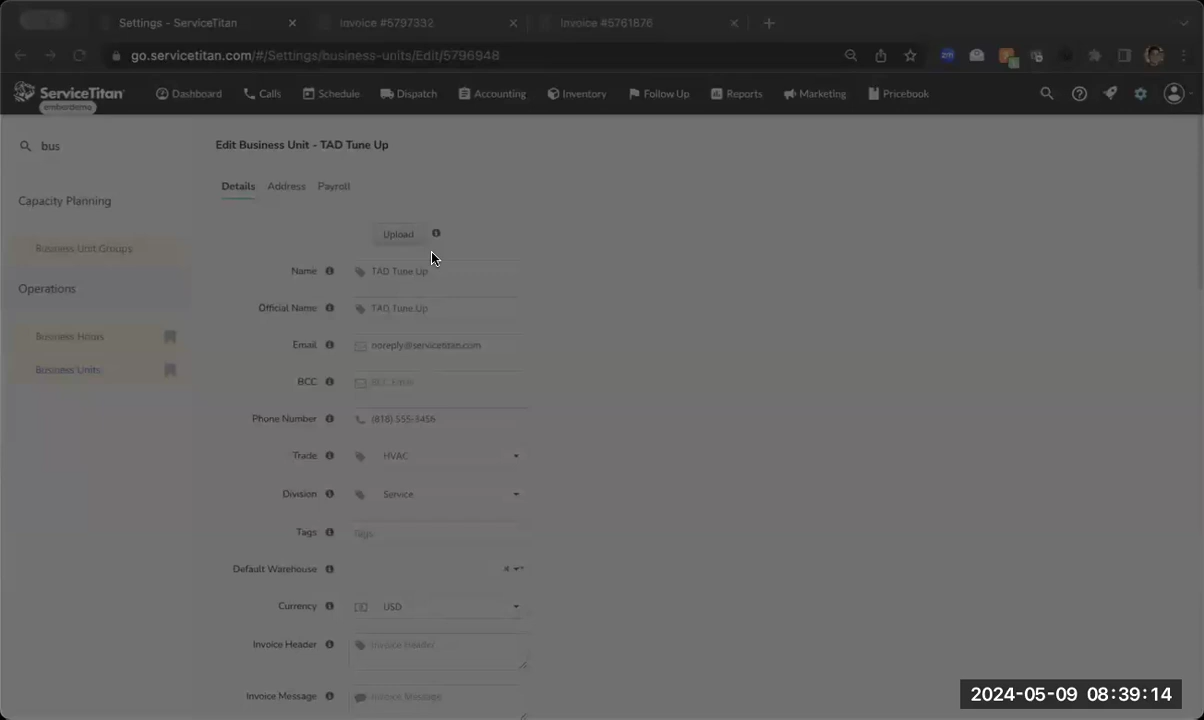 Settings - ServiceTitan
Invoice #5797332
Invoice #5761876
go.servicetitan.com/#/Settings/business-units/Edit/5796948
ServiceTitan
embordemo
Dashboard
Calls
Schedule
Dispatch
Accounting
Inventory
Follow Up
Reports
Marketing
Pricebook
bus
Capacity Planning
Business Unit Groups
Operations
Business Hours
Business Units
Edit Business Unit - TAD Tune Up
Details Address Payroll
Upload
Name TAD Tune Up
Official Name TAD Tune Up
Email noreply@servicetitan.com
BCC BCC Email
Phone Number (818) 555-3456
Trade HVAC
Division Service
Tags Tags
Default Warehouse
Currency USD
Invoice Header Invoice Header
Invoice Message Invoice Message
2024-05-09 08:39:14